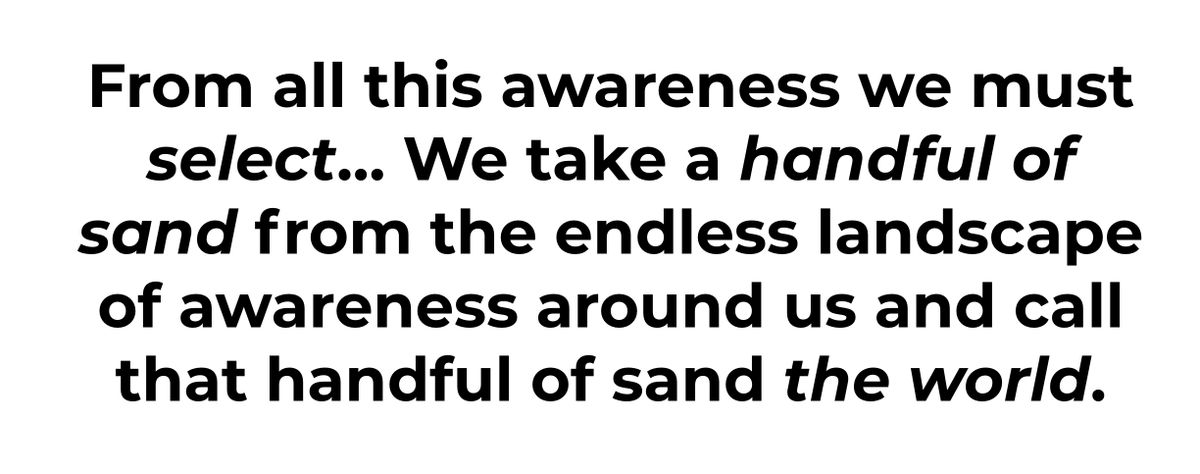 From all this awareness we must
select... We take a handful of
sand from the endless landscape
of awareness around us and call
that handful of sand the world.